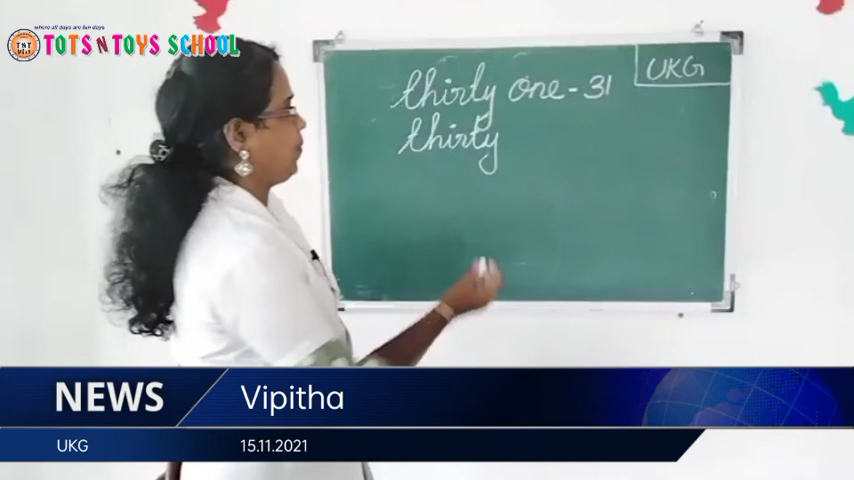 where all days are fun days
TNT
TOTS N TOYS SCHOOL
UKG
thirty one - 31
thirty
NEWS
Vipitha
UKG
15.11.2021